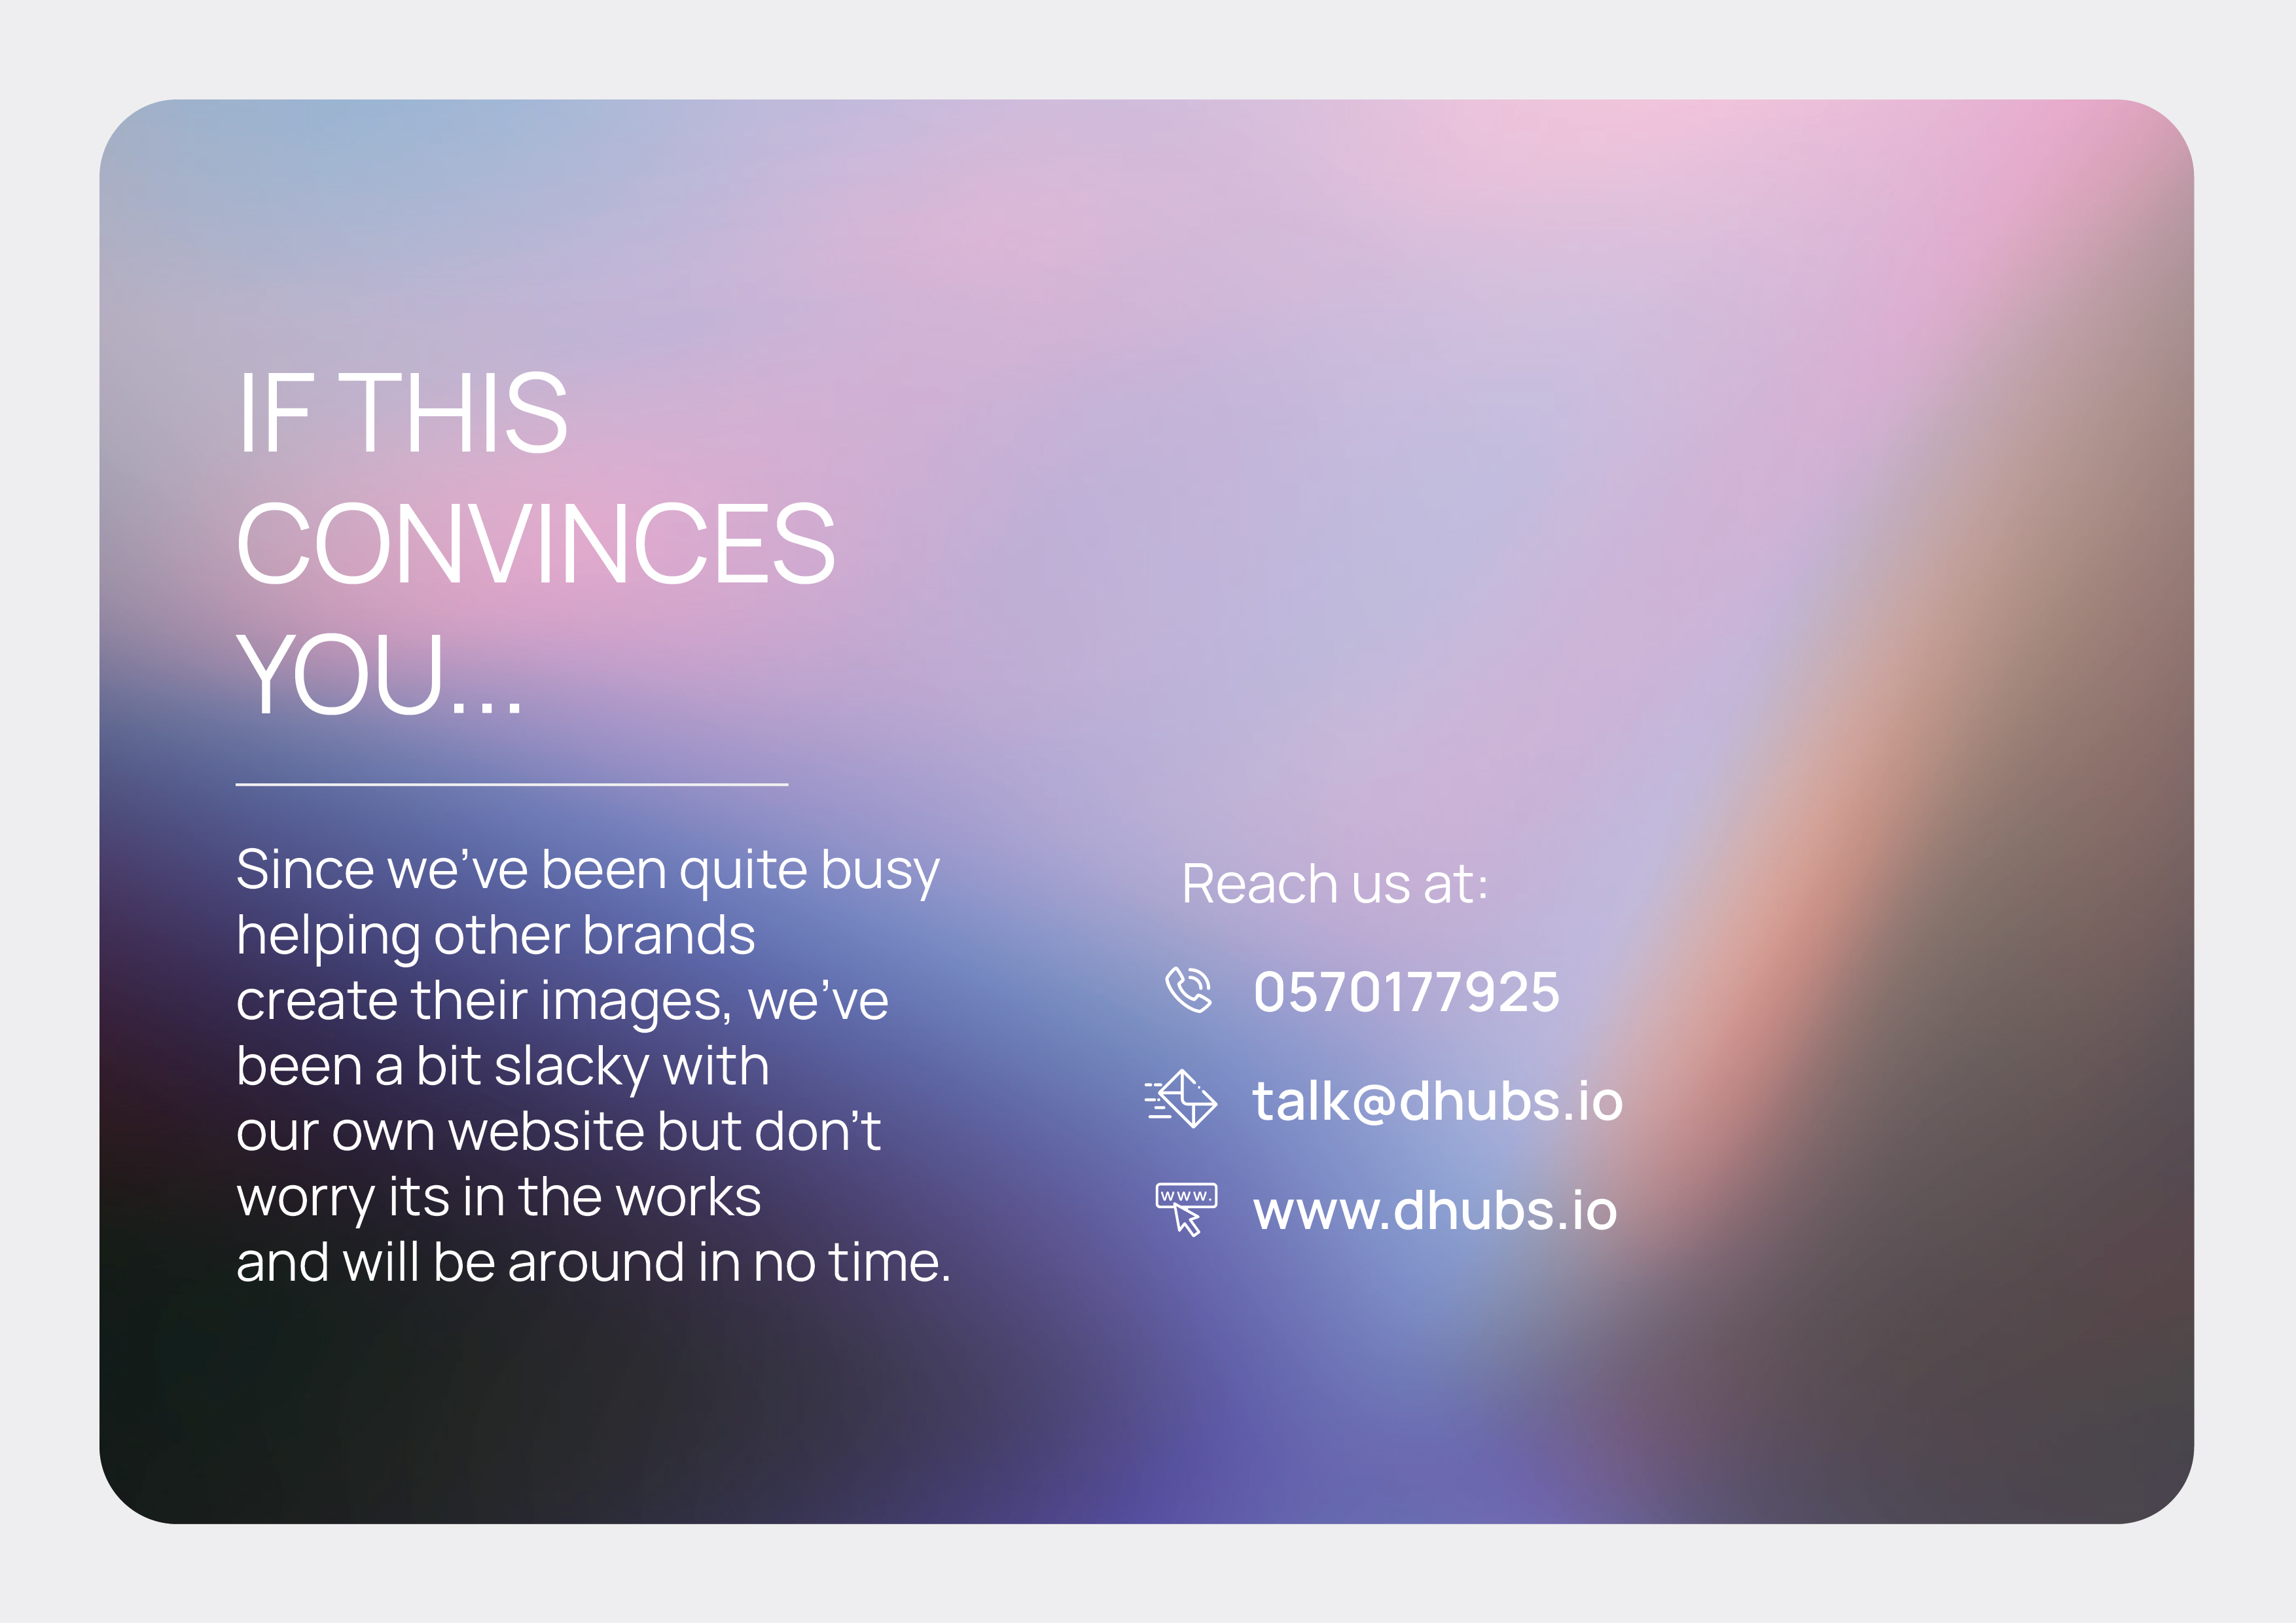 IF THIS
CONVINCES
YOU...
Since we’ve been quite busy
helping other brands
create their images, we’ve
been a bit slacky with
our own website but don’t
worry its in the works
and will be around in no time.
Reach us at:
0570177925
talk@dhubs.io
www.
www.dhubs.io